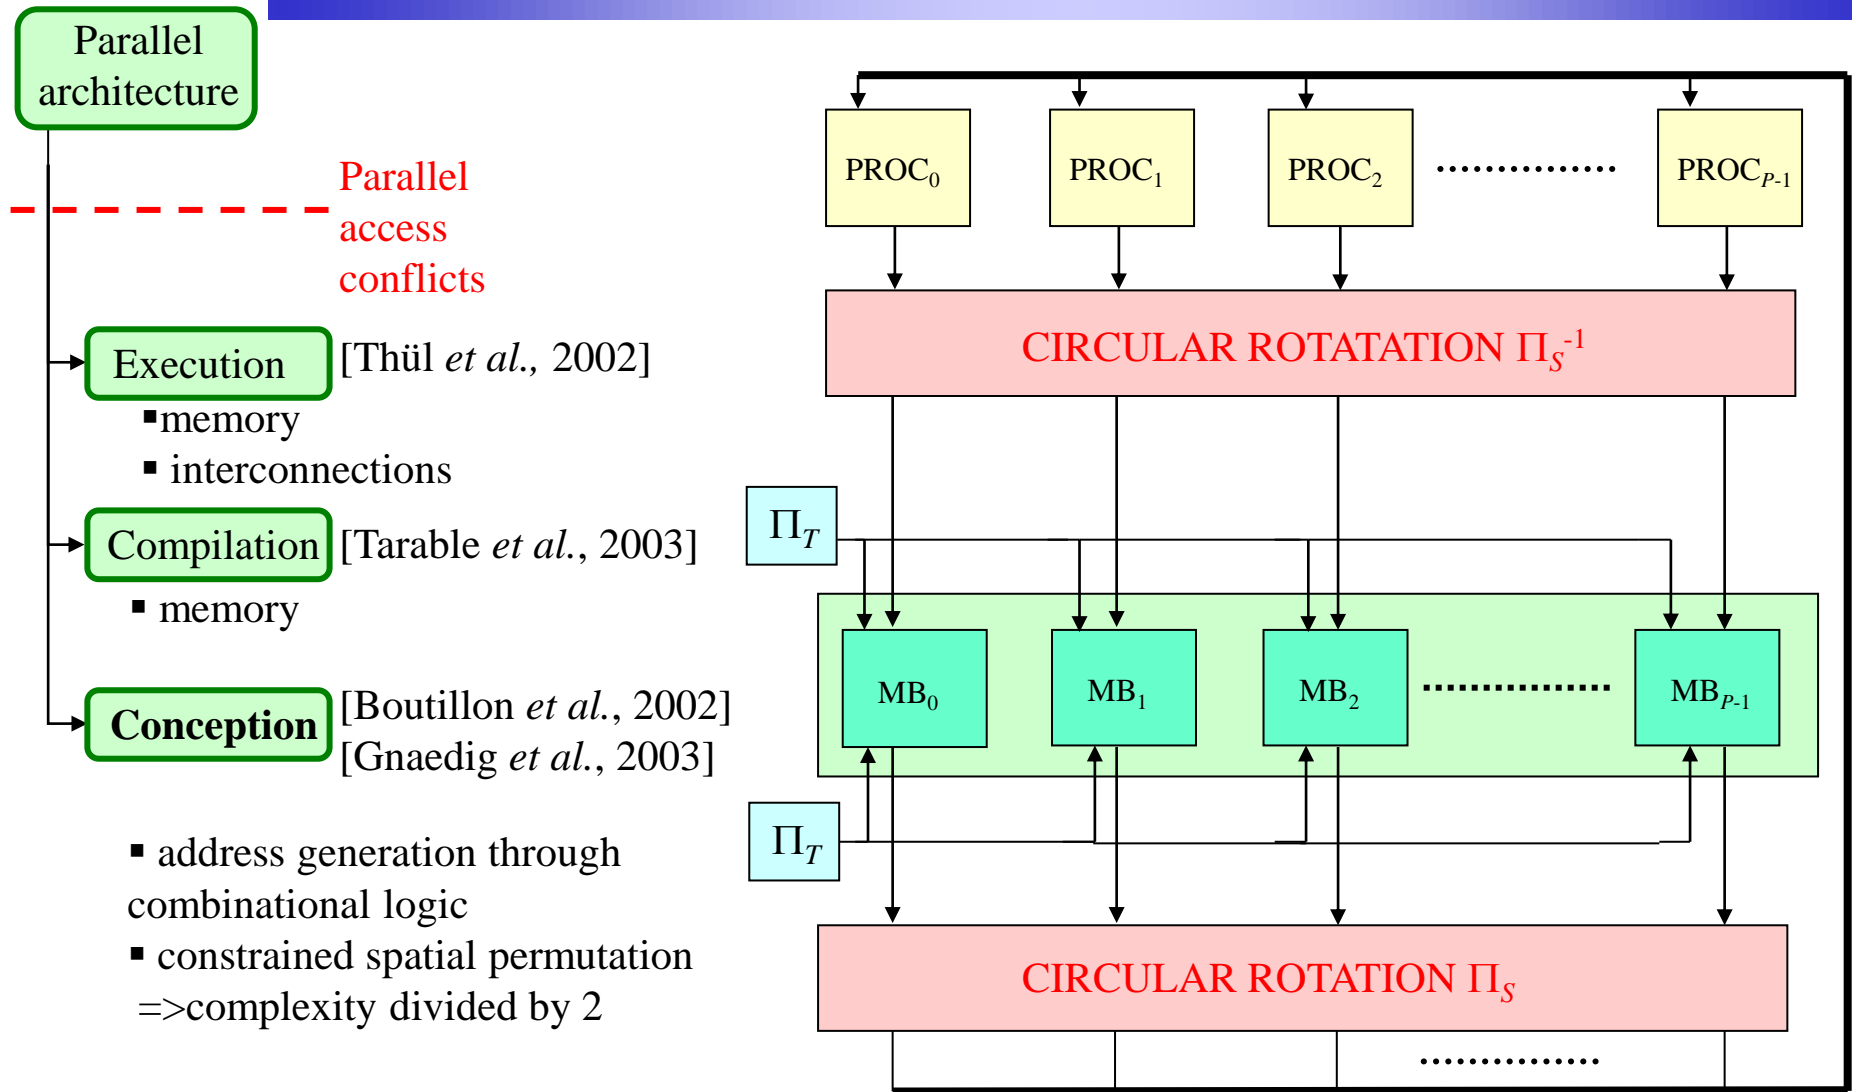 Parallel
architecture
Parallel
access
conflicts
Execution
[Thül et al., 2002]
▪memory
▪ interconnections
Compilation
[Tarable et al., 2003]
▪ memory
Conception
[Boutillon et al., 2002]
[Gnaedig et al., 2003]
▪ address generation through
combinational logic
▪ constrained spatial permutation
=>complexity divided by 2
PROC0
PROC1
PROC2
...............
PROCP-1
CIRCULAR ROTATATION ΠS-1
ΠT
MB0
MB1
MB2
................
MBP-1
ΠT
CIRCULAR ROTATION ΠS
...............